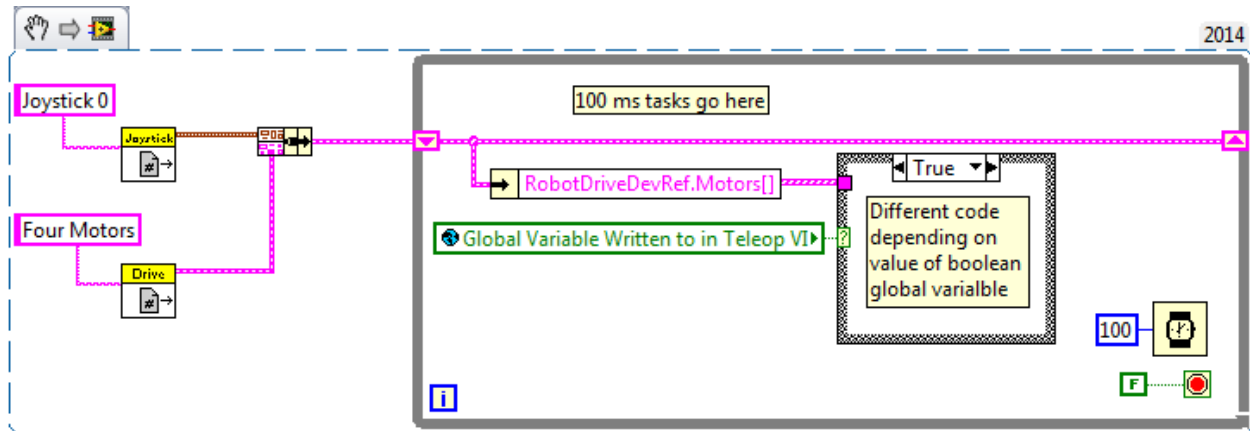 2014
Joystick 0
Joystick
#
100 ms tasks go here
True
RobotDriveDevRef.Motors[]
Different code
depending on
value of boolean
global varialble
Four Motors
Global Variable Written to in Teleop VI
?
Drive
#
100
F
i